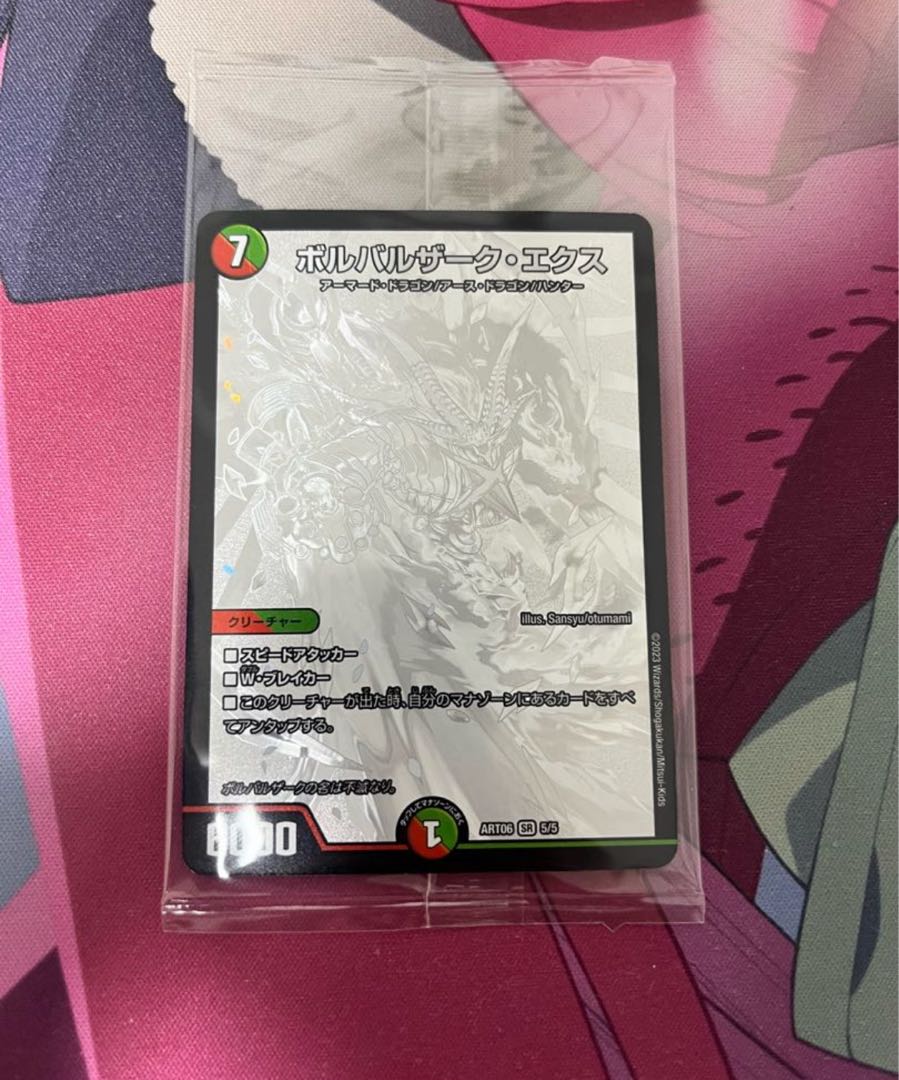 7
ボルバルザーク・エクス
アーマード・ドラゴン/アース・ドラゴン/ハンター
illus. Sansyu/otumami
クリーチャー
■スピードアタッカー
■W・ブレイカー
■このクリーチャーが出た時、自分のマナゾーンにあるカードをすべ
てアンタップする。
ボルバルザークの名は不滅なり。
©2023 Wizards/Shogakukan/Mitsui-Kids
6000
タップしてマナゾーンにおく
1
ART06 SR 5/5